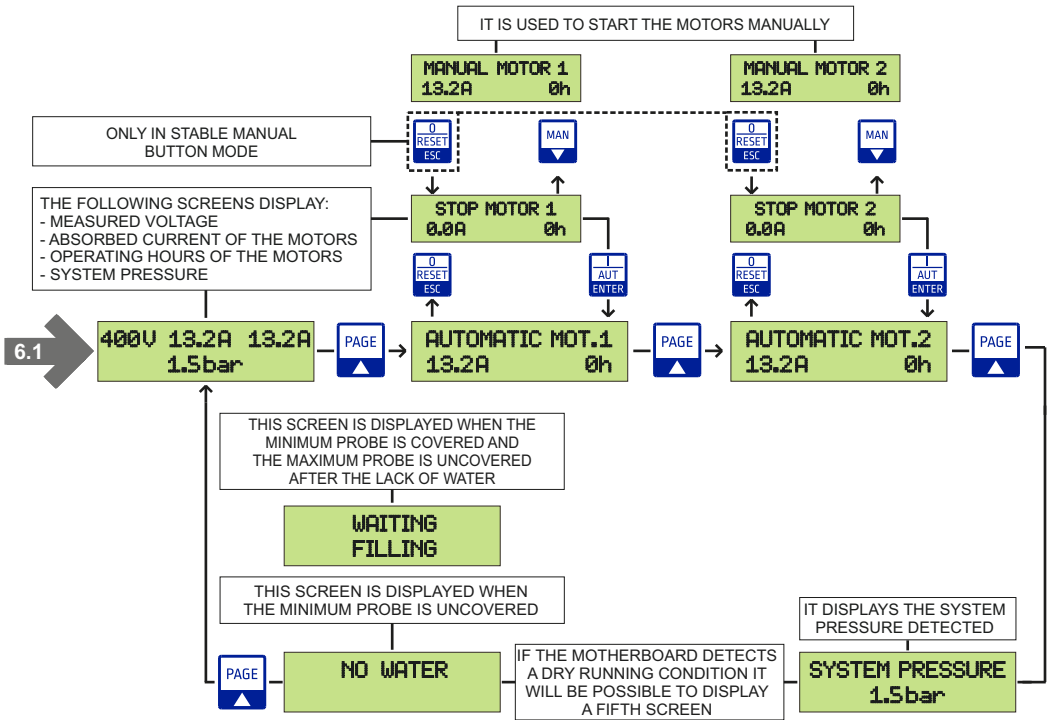 IT IS USED TO START THE MOTORS MANUALLY
MANUAL MOTOR 1
13.2A 0h
MANUAL MOTOR 2
13.2A 0h
ONLY IN STABLE MANUAL
BUTTON MODE
0
RESET
ESC
MAN
0
RESET
ESC
MAN
THE FOLLOWING SCREENS DISPLAY:
- MEASURED VOLTAGE
- ABSORBED CURRENT OF THE MOTORS
- OPERATING HOURS OF THE MOTORS
- SYSTEM PRESSURE
STOP MOTOR 1
0.0A 0h
STOP MOTOR 2
0.0A 0h
0
RESET
ESC
I
AUT
ENTER
0
RESET
ESC
I
AUT
ENTER
6.1
400V 13.2A 13.2A
1.5bar
PAGE
AUTOMATIC MOT.1
13.2A 0h
PAGE
AUTOMATIC MOT.2
13.2A 0h
PAGE
THIS SCREEN IS DISPLAYED WHEN THE
MINIMUM PROBE IS COVERED AND
THE MAXIMUM PROBE IS UNCOVERED
AFTER THE LACK OF WATER
WAITING
FILLING
THIS SCREEN IS DISPLAYED WHEN
THE MINIMUM PROBE IS UNCOVERED
PAGE
NO WATER
IF THE MOTHERBOARD DETECTS
A DRY RUNNING CONDITION IT
WILL BE POSSIBLE TO DISPLAY
A FIFTH SCREEN
IT DISPLAYS THE SYSTEM
PRESSURE DETECTED
SYSTEM PRESSURE
1.5bar